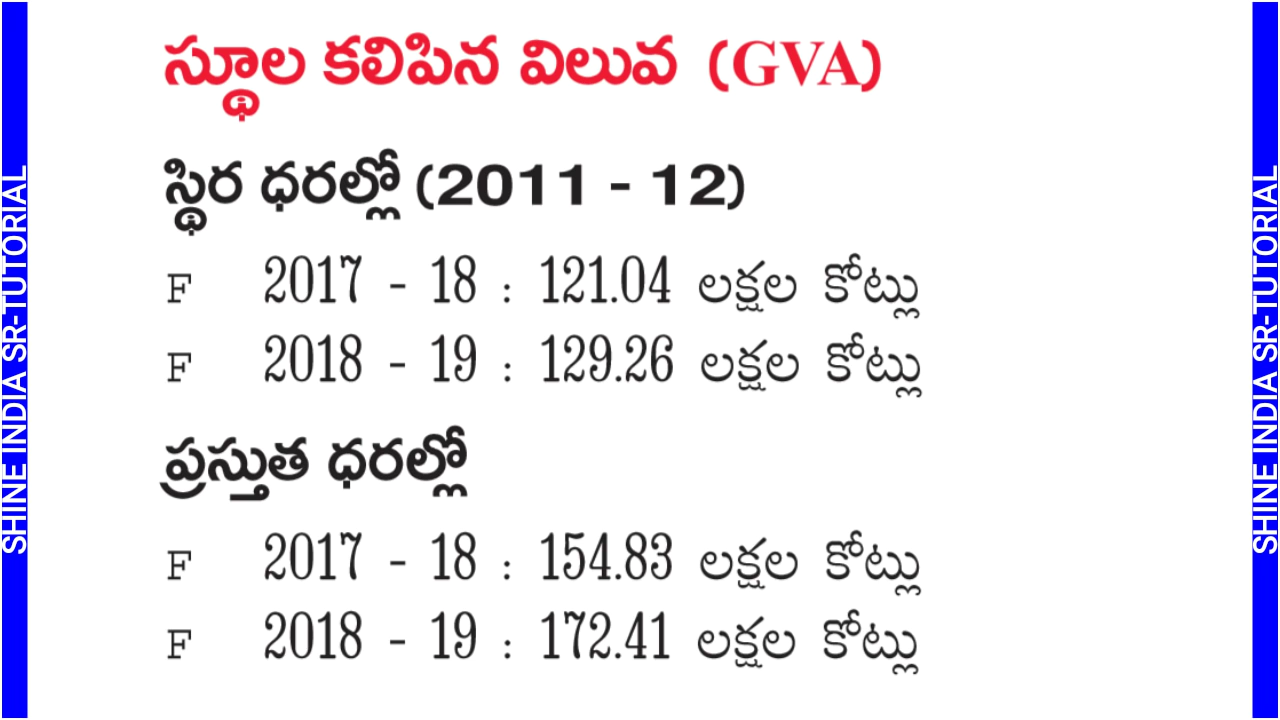 స్థూల కలిపిన విలువ (GVA)
స్థిర ధరల్లో (2011 - 12)
F 2017 - 18 : 121.04 లక్షల కోట్లు
F 2018 - 19 : 129.26 లక్షల కోట్లు
ప్రస్తుత ధరల్లో
F 2017 - 18 : 154.83 లక్షల కోట్లు
F 2018 - 19 : 172.41 లక్షల కోట్లు
SHINE INDIA SR-TUTORIAL
SHINE INDIA SR-TUTORIAL